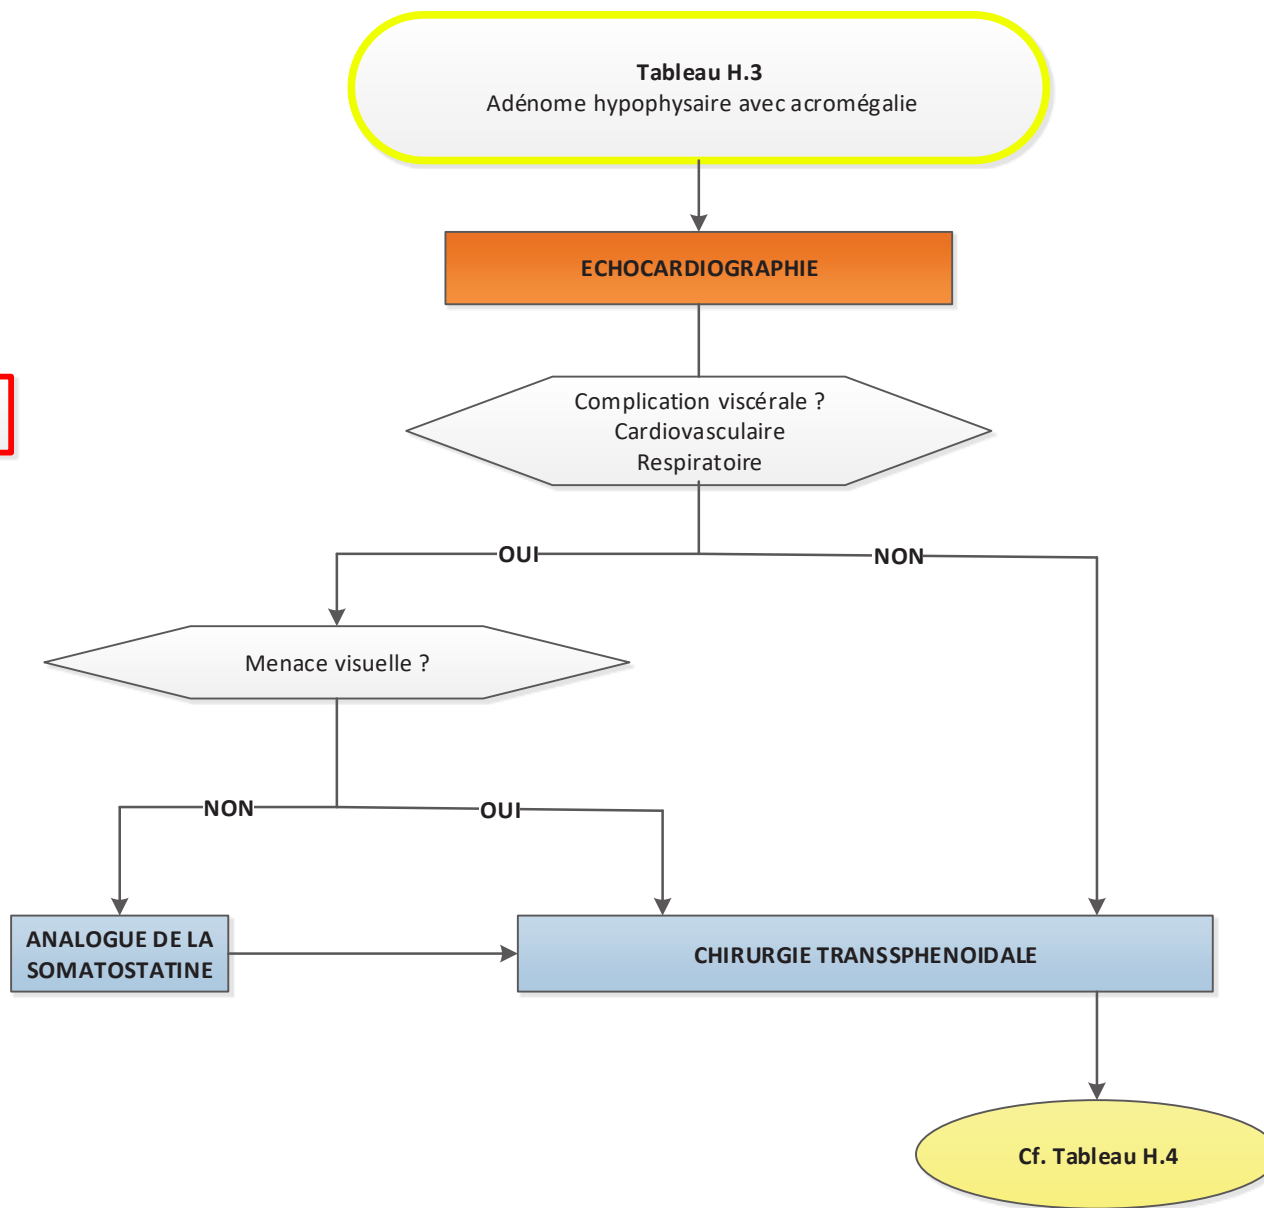 Tableau H.3
Adénome hypophysaire avec acromégalie
ECHOCARDIOGRAPHIE
Complication viscérale ?
Cardiovasculaire
Respiratoire
OUI
NON
Menace visuelle ?
NON
OUI
ANALOGUE DE LA
SOMATOSTATINE
CHIRURGIE TRANSSPHENOIDALE
Cf. Tableau H.4